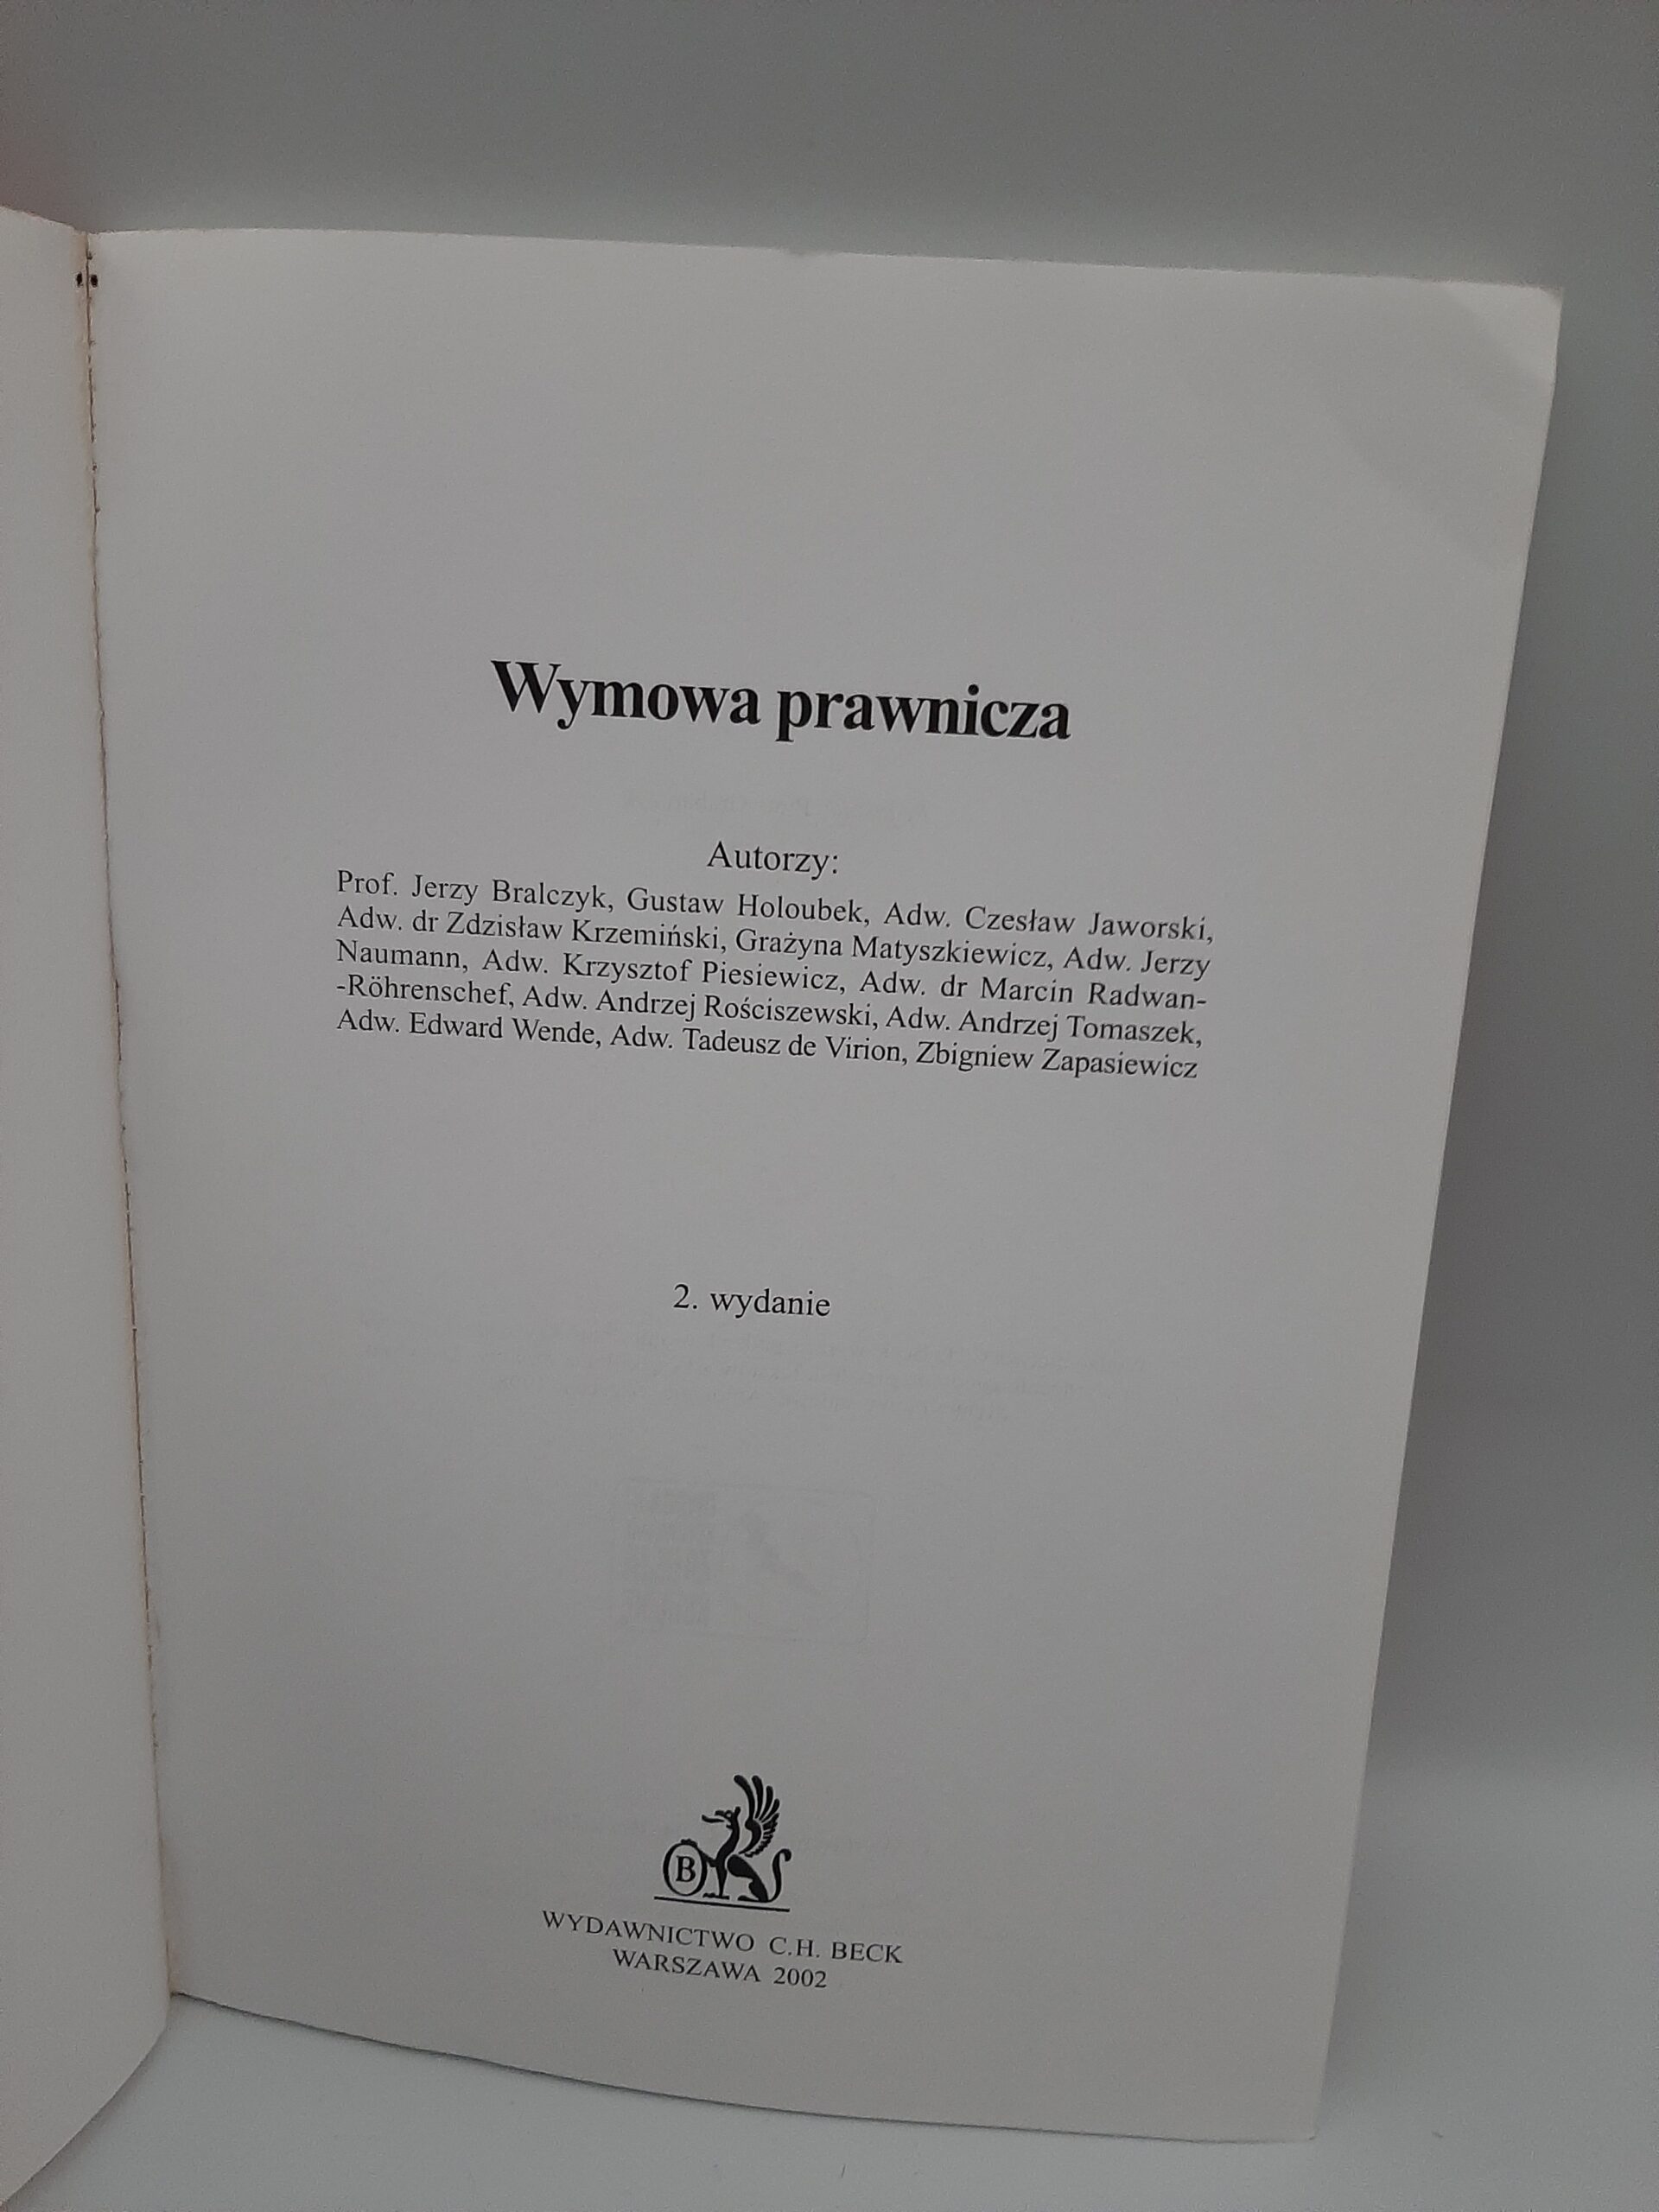 Wymowa prawnicza
Autorzy:
Prof. Jerzy Bralczyk, Gustaw Holoubek, Adw. Czesław Jaworski,
Adw. dr Zdzisław Krzemiński, Grażyna Matyszkiewicz, Adw. Jerzy
Naumann, Adw. Krzysztof Piesiewicz, Adw. dr Marcin Radwan-
-Röhrenschef, Adw. Andrzej Rościszewski, Adw. Andrzej Tomaszek,
Adw. Edward Wende, Adw. Tadeusz de Virion, Zbigniew Zapasiewicz
2. wydanie
B
WYDAWNICTWO C.H. BECK
WARSZAWA 2002